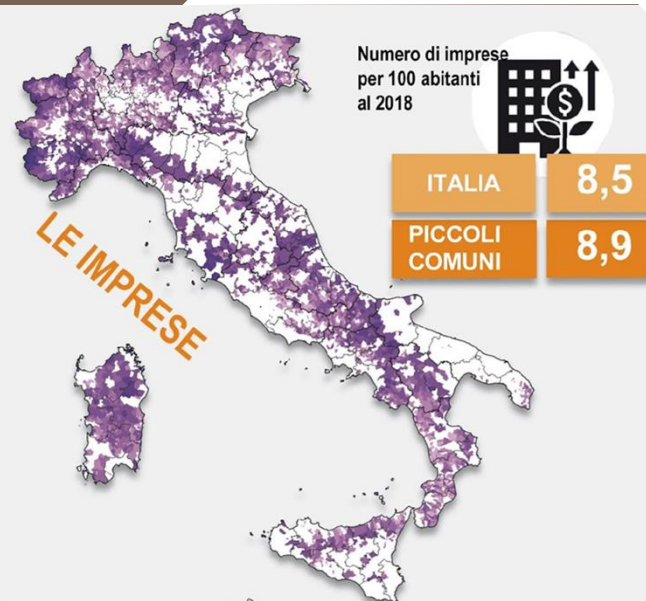 Numero di imprese
per 100 abitanti
al 2018
$
ITALIA
8,5
PICCOLI
COMUNI
8,9
LE IMPRESE